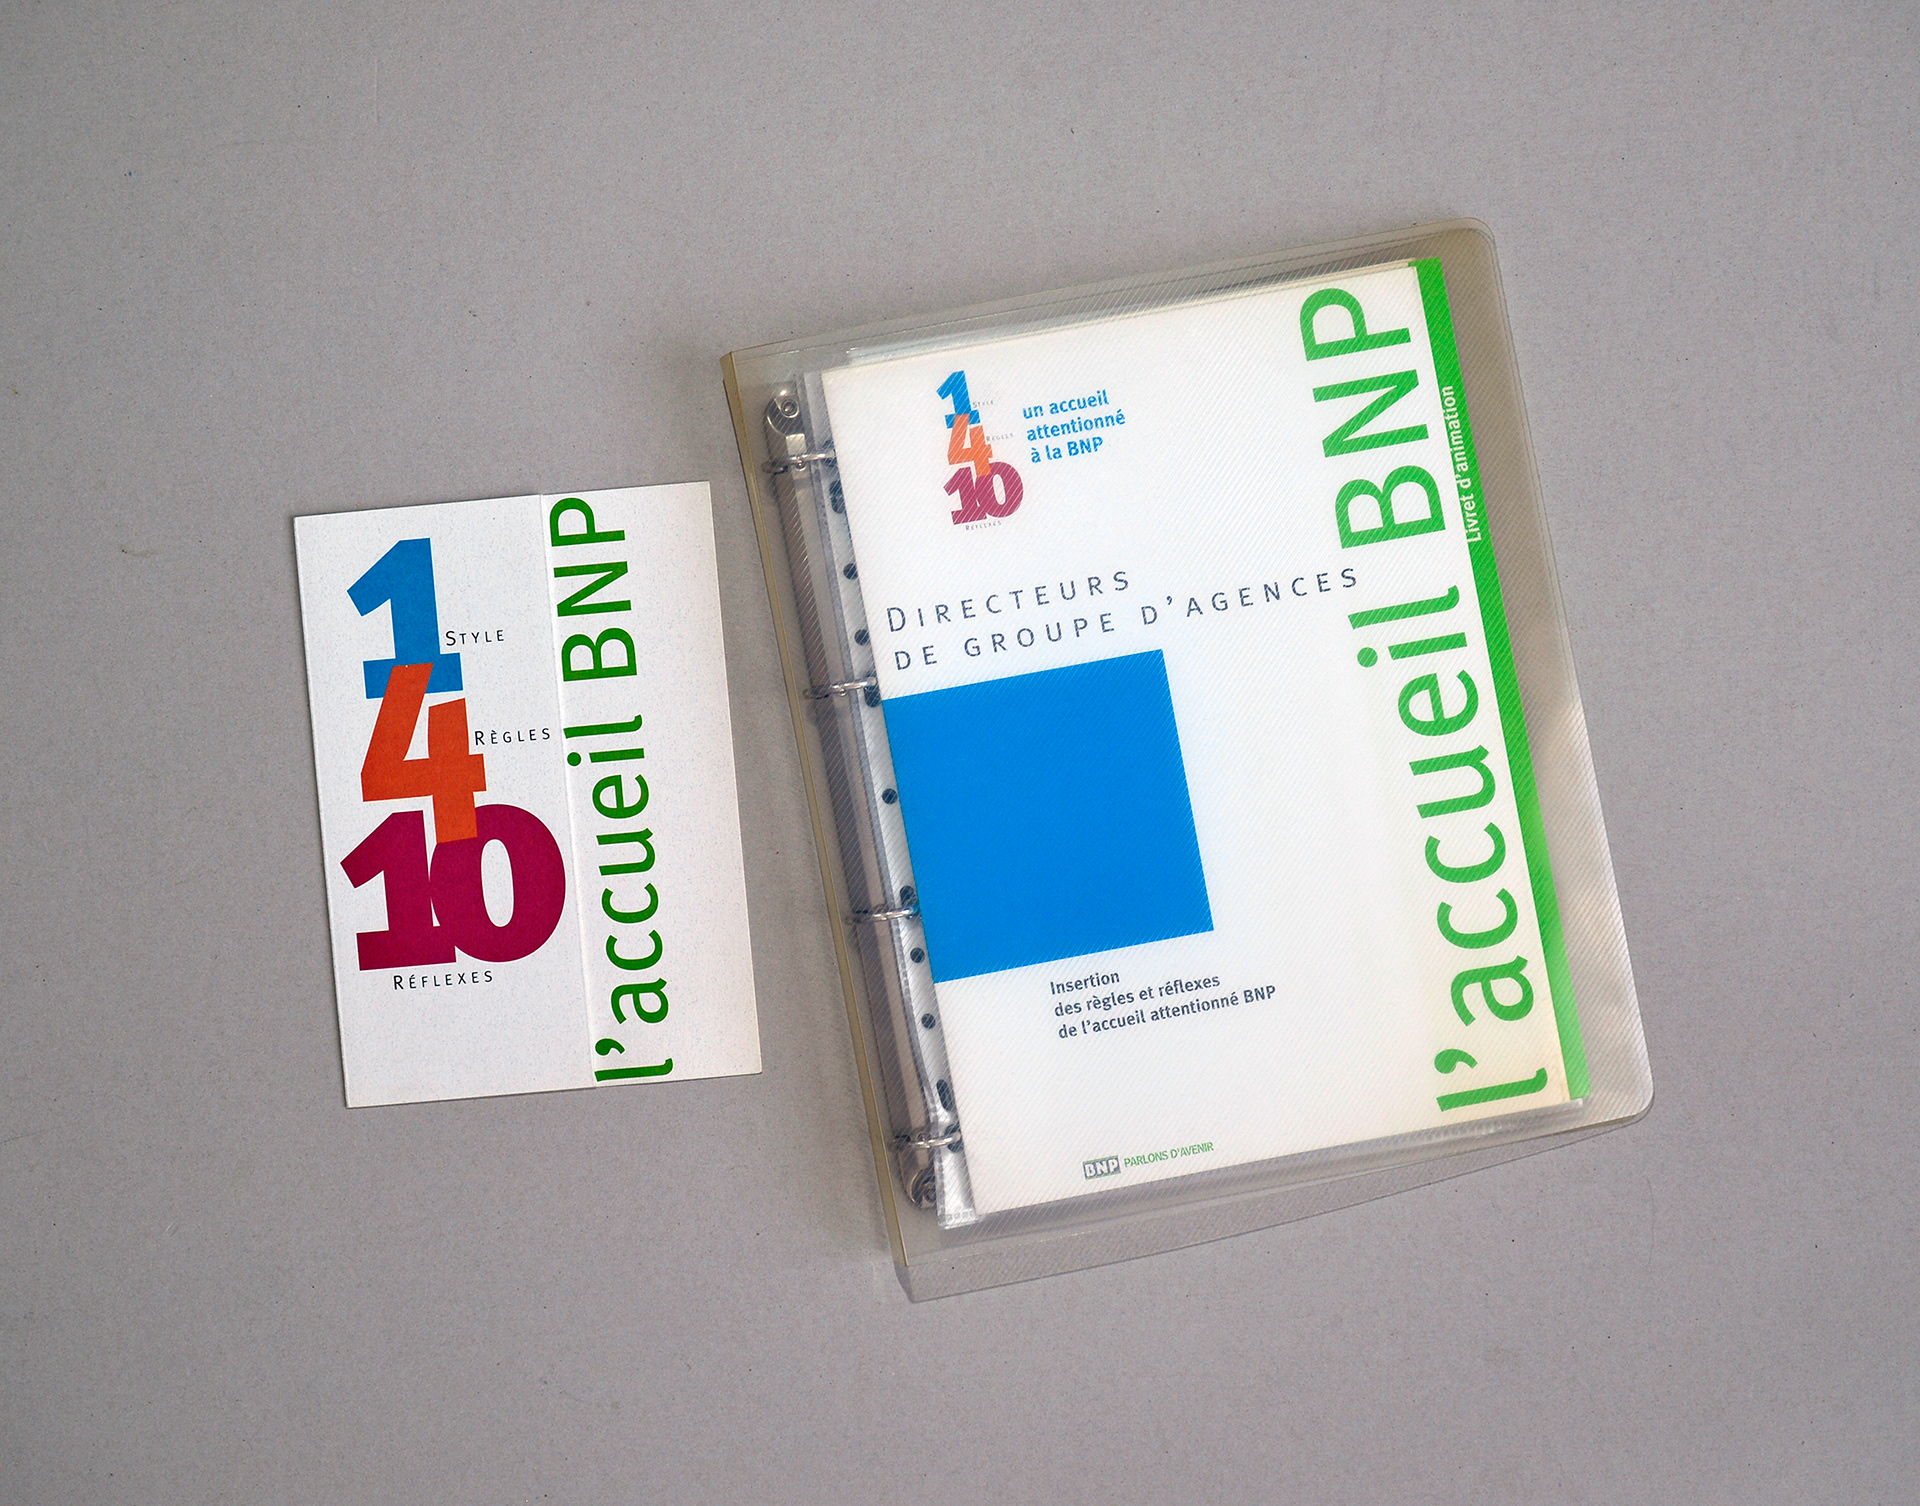 1
STYLE
4
RÈGLES
10
RÉFLEXES
l'accueil BNP
1
STYLE
4
RÈGLES
10
RÉFLEXES
un accueil
attentionné
à la BNP
DIRECTEURS
DE GROUPE D'AGENCES
Insertion
des règles et réflexes
de l'accueil attentionné BNP
BNP PARLONS D'AVENIR
l'accueil BNP
Livret d'animation